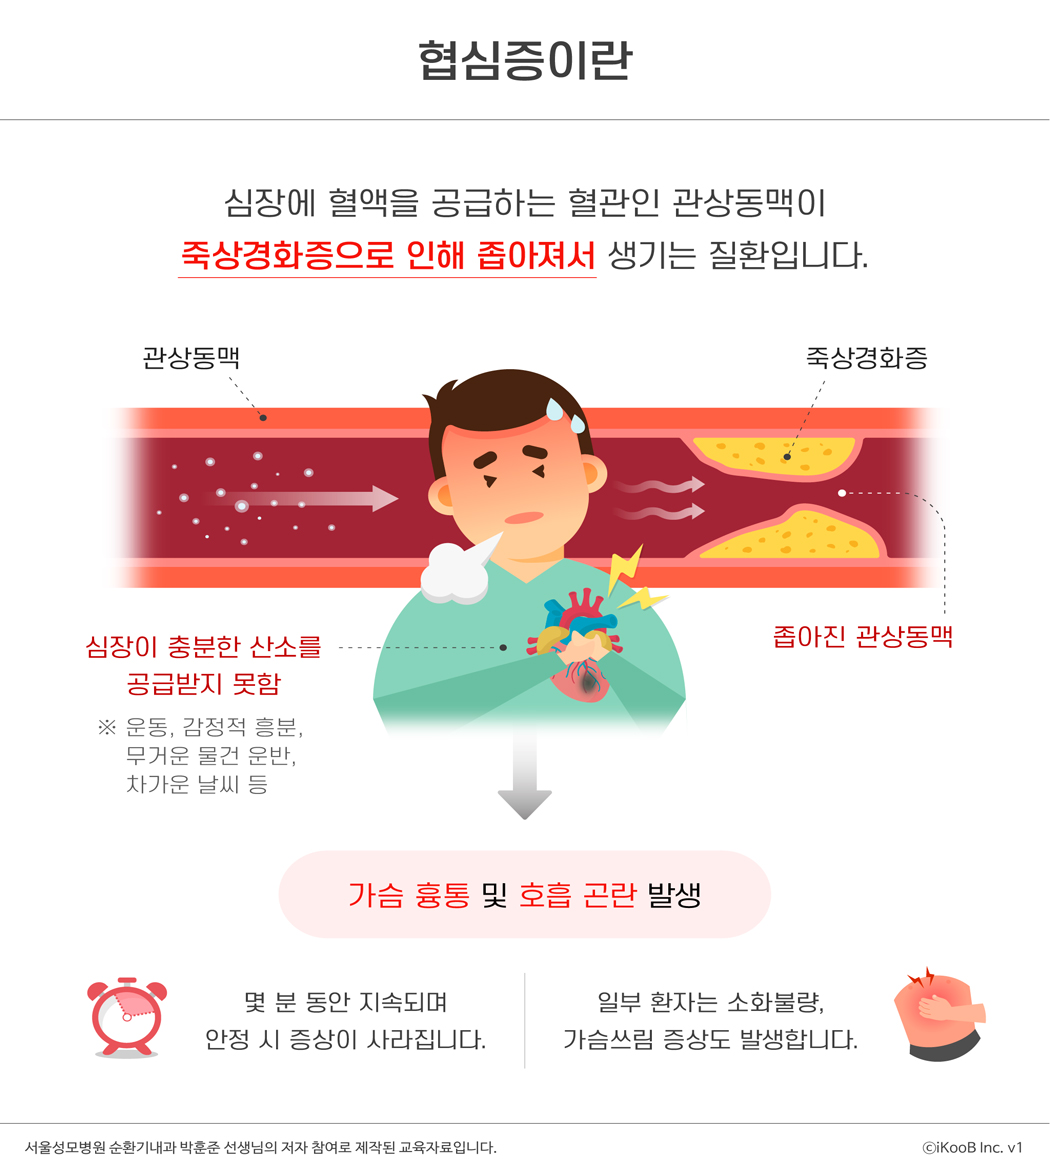 협심증이란
심장에 혈액을 공급하는 혈관인 관상동맥이
죽상경화증으로 인해 좁아져서 생기는 질환입니다.
관상동맥
죽상경화증
심장이 충분한 산소를
공급받지 못함
※ 운동, 감정적 흥분,
무거운 물건 운반,
차가운 날씨 등
좁아진 관상동맥
가슴 흉통 및 호흡 곤란 발생
몇 분 동안 지속되며
안정 시 증상이 사라집니다.
일부 환자는 소화불량,
가슴쓰림 증상도 발생합니다.
서울성모병원 순환기내과 박훈준 선생님의 저자 참여로 제작된 교육자료입니다.
ⓒiKooB Inc. v1